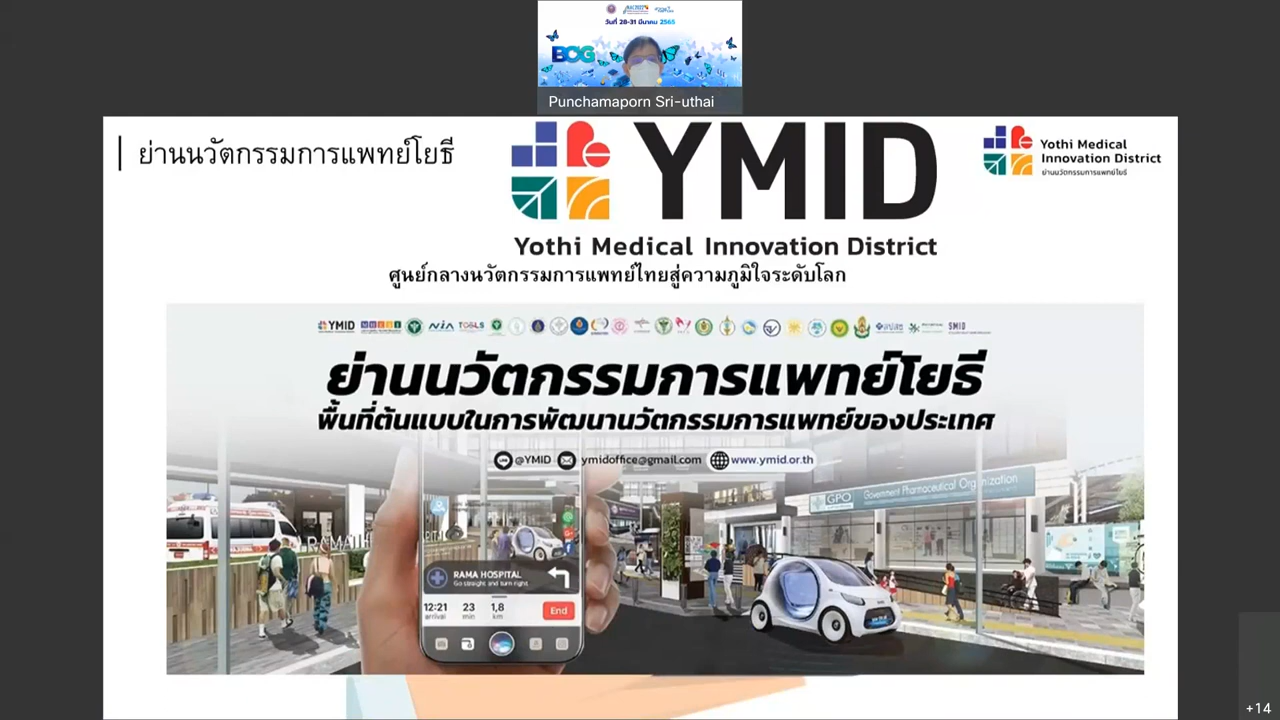 วันที่ 28-31 มีนาคม 2565
BCG
Punchamaporn Sri-uthai
ย่านนวัตกรรมการแพทย์โยธี
YMID
Yothi Medical Innovation District
ศูนย์กลางนวัตกรรมการแพทย์ไทยสู่ความภูมิใจระดับโลก
Yothi Medical
Innovation District
ย่านนวัตกรรมการแพทย์โยธี
YMID
NIA
TCELS
SMID
ย่านนวัตกรรมการแพทย์โยธี
พื้นที่ต้นแบบในการพัฒนานวัตกรรมการแพทย์ของประเทศ
@YMID ymidoffice@gmail.com www.ymid.or.th
GPO Government Pharmaceutical Organization
RAMA HOSPITAL
Go straight and turn right
12:21 23 1,8 End
arrival min km
+14